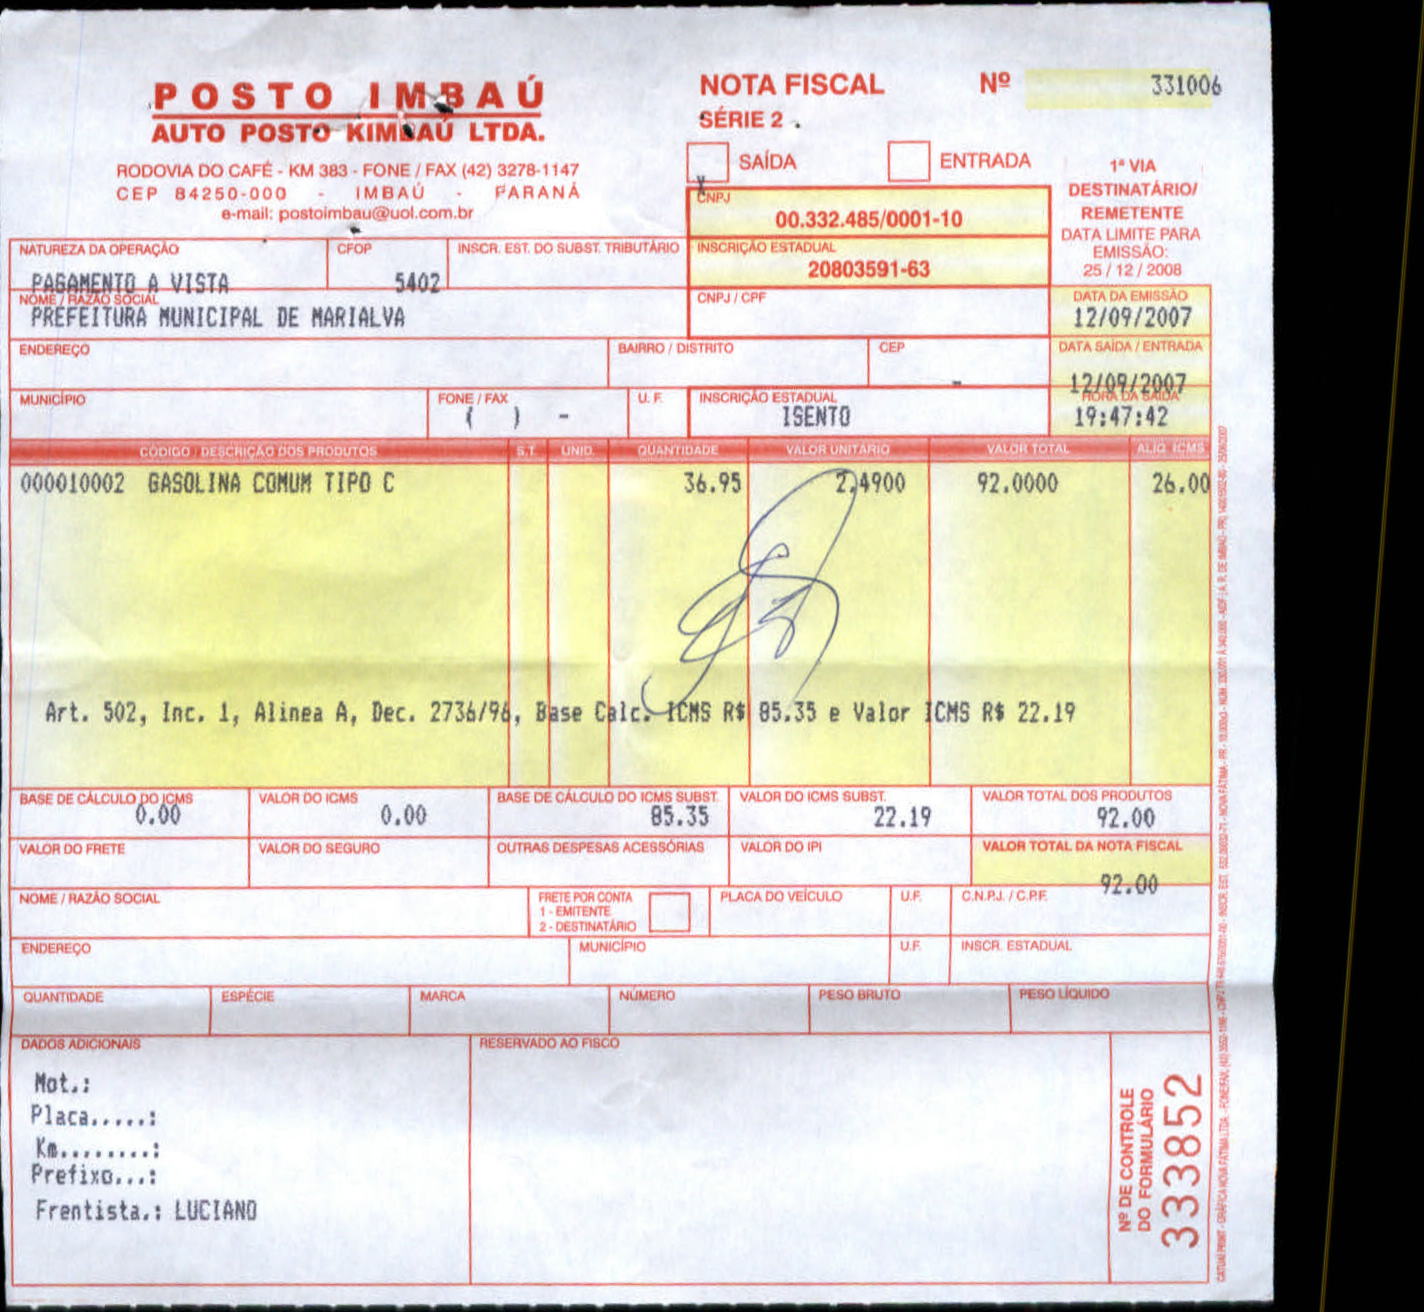 POSTO IMBAÚ
AUTO POSTO KIMBAÚ LTDA.
RODOVIA DO CAFÉ - KM 383 - FONE / FAX (42) 3278-1147
CEP 84250-000 - IMBAÚ - PARANÁ
e-mail: postoimbau@uol.com.br
NOTA FISCAL
SÉRIE 2
Nº 331006
SAÍDA ENTRADA
X
1ª VIA
DESTINATÁRIO/
REMETENTE
DATA LIMITE PARA
EMISSÃO:
25 / 12 / 2008
CNPJ
00.332.485/0001-10
NATUREZA DA OPERAÇÃO CFOP INSCR. EST. DO SUBST. TRIBUTÁRIO INSCRIÇÃO ESTADUAL
PAGAMENTO A VISTA 5402 20803591-63
NOME / RAZÃO SOCIAL CNPJ / CPF DATA DA EMISSÃO
PREFEITURA MUNICIPAL DE MARIALVA 12/09/2007
ENDEREÇO BAIRRO / DISTRITO CEP DATA SAÍDA / ENTRADA
- 12/09/2007
MUNICÍPIO FONE / FAX U. F. INSCRIÇÃO ESTADUAL HORA DA SAÍDA
( ) - ISENTO 19:47:42
CÓDIGO / DESCRIÇÃO DOS PRODUTOS S.T. UNID. QUANTIDADE VALOR UNITÁRIO VALOR TOTAL ALIQ. ICMS
000010002 GASOLINA COMUM TIPO C 36.95 2,4900 92.0000 26.00
Art. 502, Inc. 1, Alinea A, Dec. 2736/96, Base Calc. ICMS R$ 85.35 e Valor ICMS R$ 22.19
BASE DE CÁLCULO DO ICMS VALOR DO ICMS BASE DE CÁLCULO DO ICMS SUBST. VALOR DO ICMS SUBST. VALOR TOTAL DOS PRODUTOS
0.00 0.00 85.35 22.19 92.00
VALOR DO FRETE VALOR DO SEGURO OUTRAS DESPESAS ACESSÓRIAS VALOR DO IPI VALOR TOTAL DA NOTA FISCAL
92.00
NOME / RAZÃO SOCIAL FRETE POR CONTA PLACA DO VEÍCULO U.F. C.N.P.J. / C.P.F.
1 - EMITENTE
2 - DESTINATÁRIO
ENDEREÇO MUNICÍPIO U.F. INSCR. ESTADUAL
QUANTIDADE ESPÉCIE MARCA NÚMERO PESO BRUTO PESO LÍQUIDO
DADOS ADICIONAIS RESERVADO AO FISCO
Mot.:
Placa.....:
Km........:
Prefixo...:
Frentista.: LUCIANO
Nº DE CONTROLE
DO FORMULÁRIO
333852